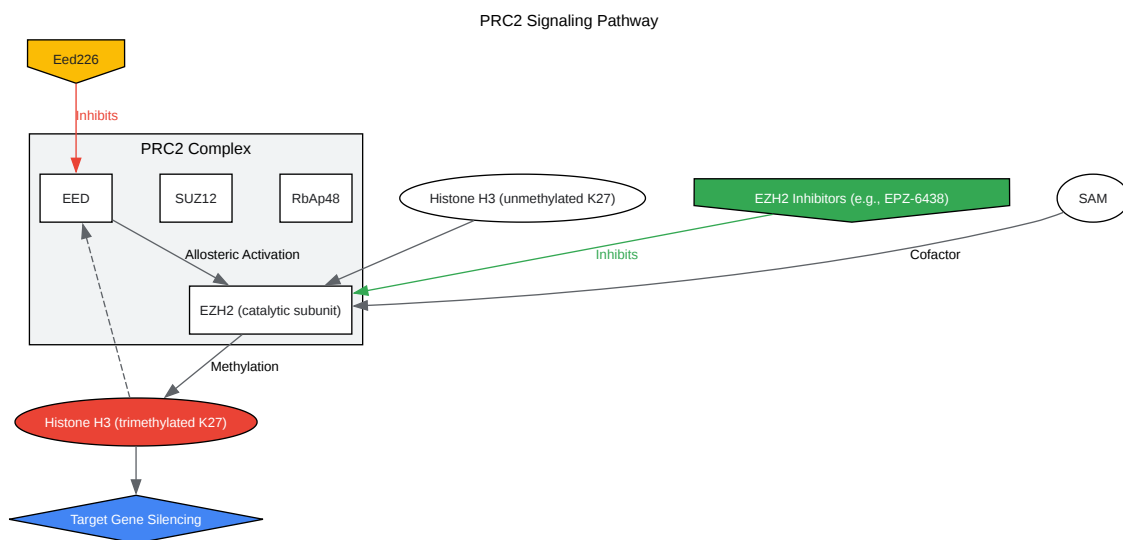 PRC2 Signaling Pathway
Eed226
Inhibits
PRC2 Complex
EED
SUZ12
RbAp48
Histone H3 (unmethylated K27)
EZH2 Inhibitors (e.g., EPZ-6438)
SAM
Allosteric Activation
Inhibits
Cofactor
EZH2 (catalytic subunit)
Methylation
Histone H3 (trimethylated K27)
Target Gene Silencing